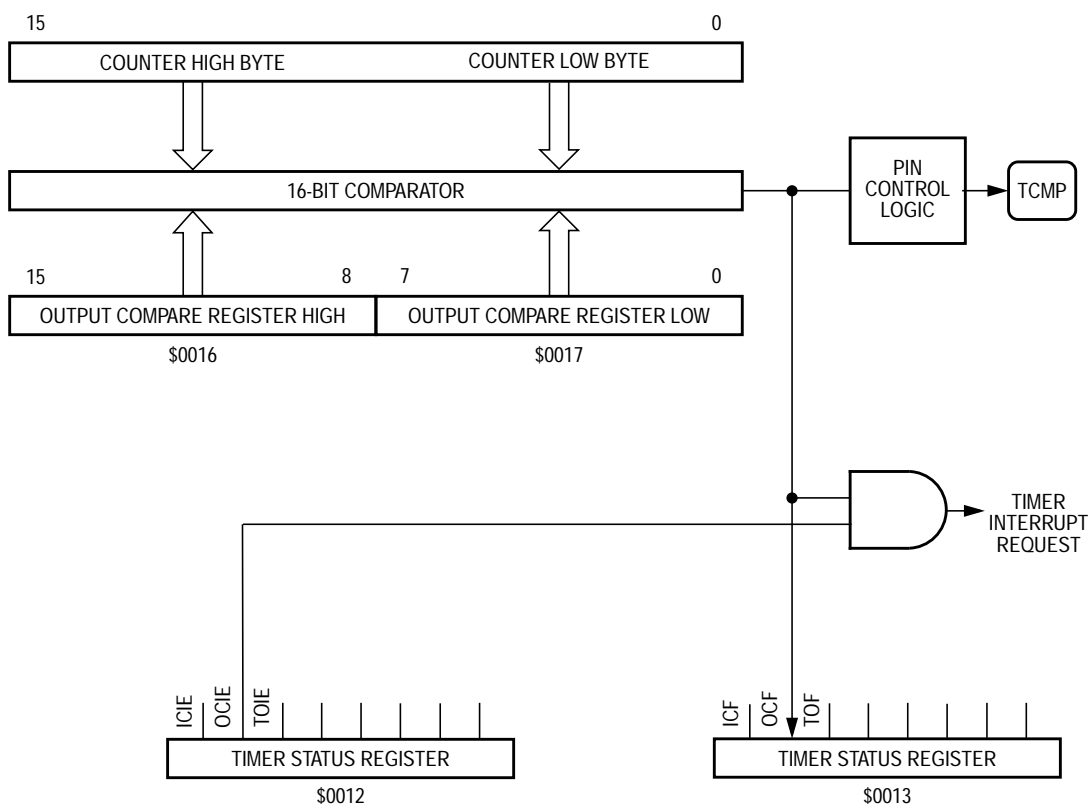 15 0
COUNTER HIGH BYTE COUNTER LOW BYTE
16-BIT COMPARATOR
PIN
CONTROL
LOGIC
TCMP
15 8 7 0
OUTPUT COMPARE REGISTER HIGH OUTPUT COMPARE REGISTER LOW
$0016 $0017
TIMER
INTERRUPT
REQUEST
ICIE OCIE TOIE
ICF OCF TOF
TIMER STATUS REGISTER TIMER STATUS REGISTER
$0012 $0013